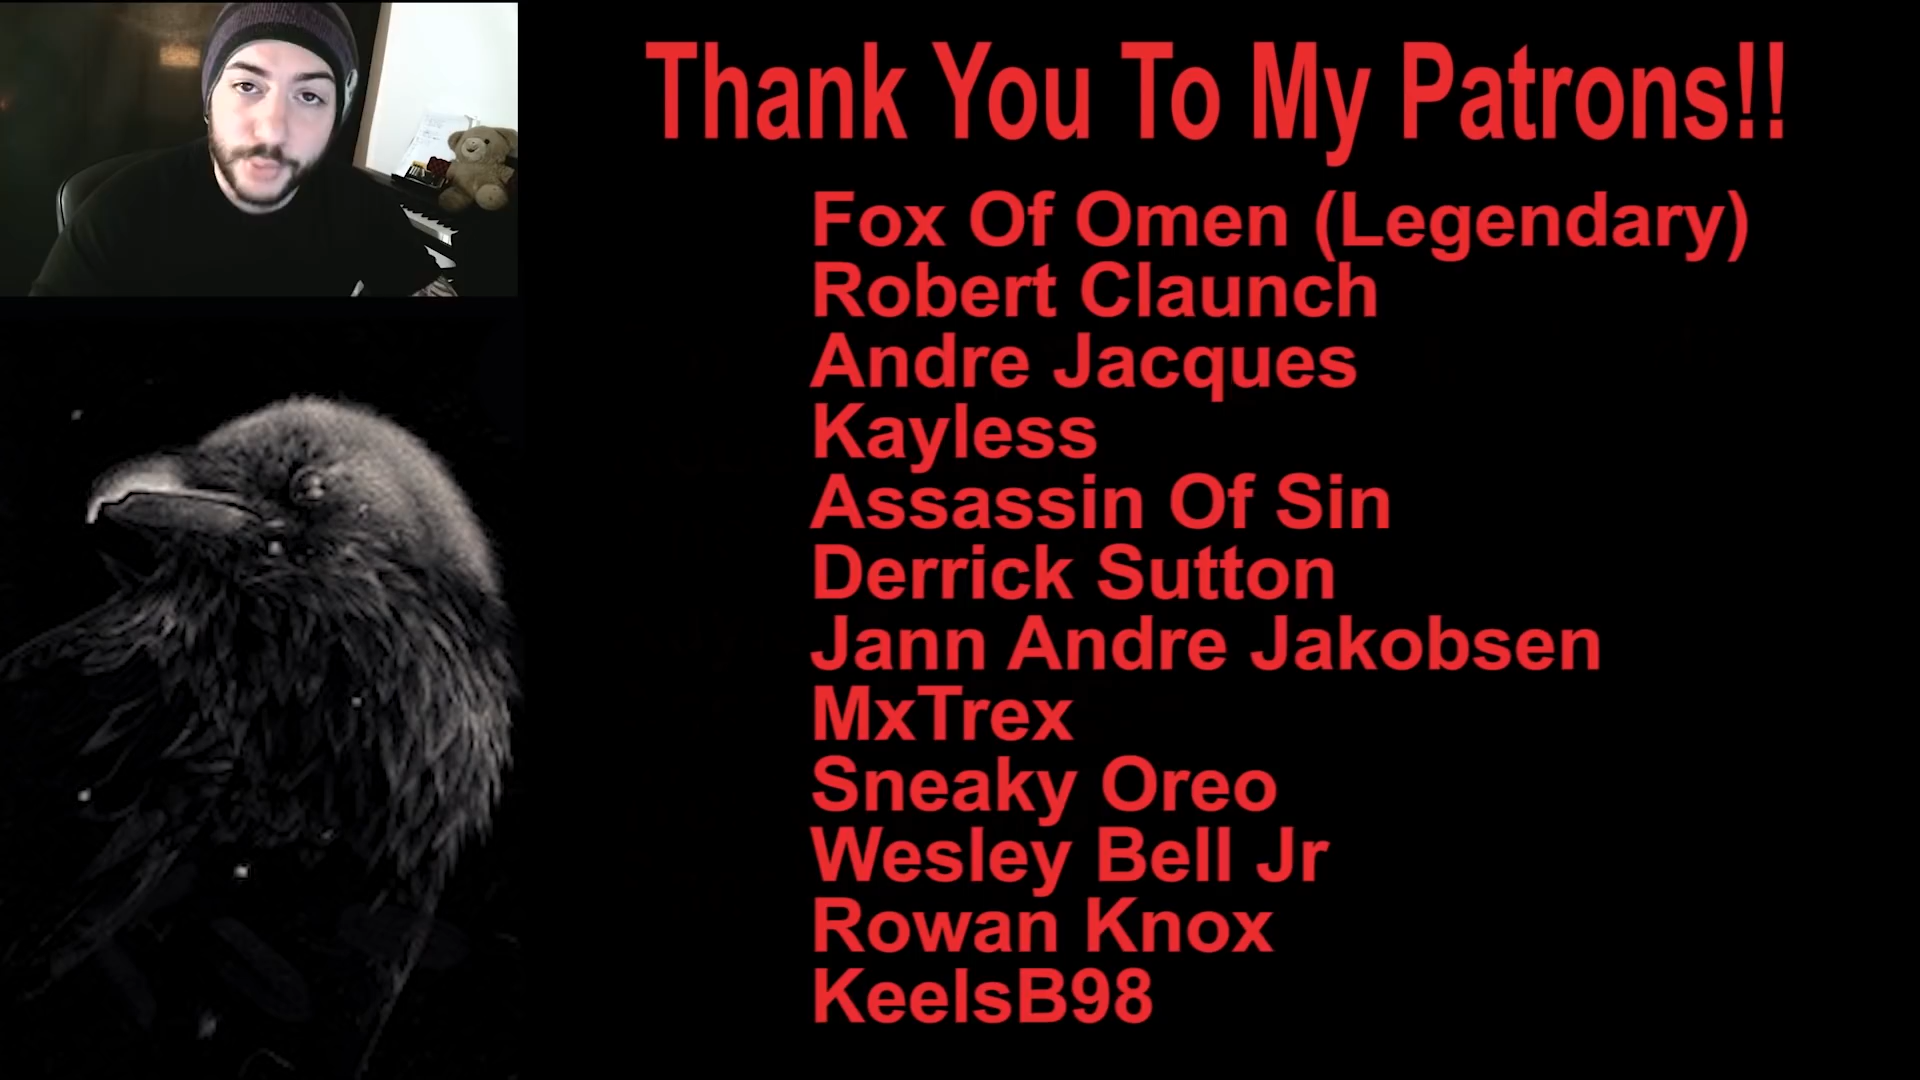 Thank You To My Patrons!!
Fox Of Omen (Legendary)
Robert Claunch
Andre Jacques
Kayless
Assassin Of Sin
Derrick Sutton
Jann Andre Jakobsen
MxTrex
Sneaky Oreo
Wesley Bell Jr
Rowan Knox
KeelsB98